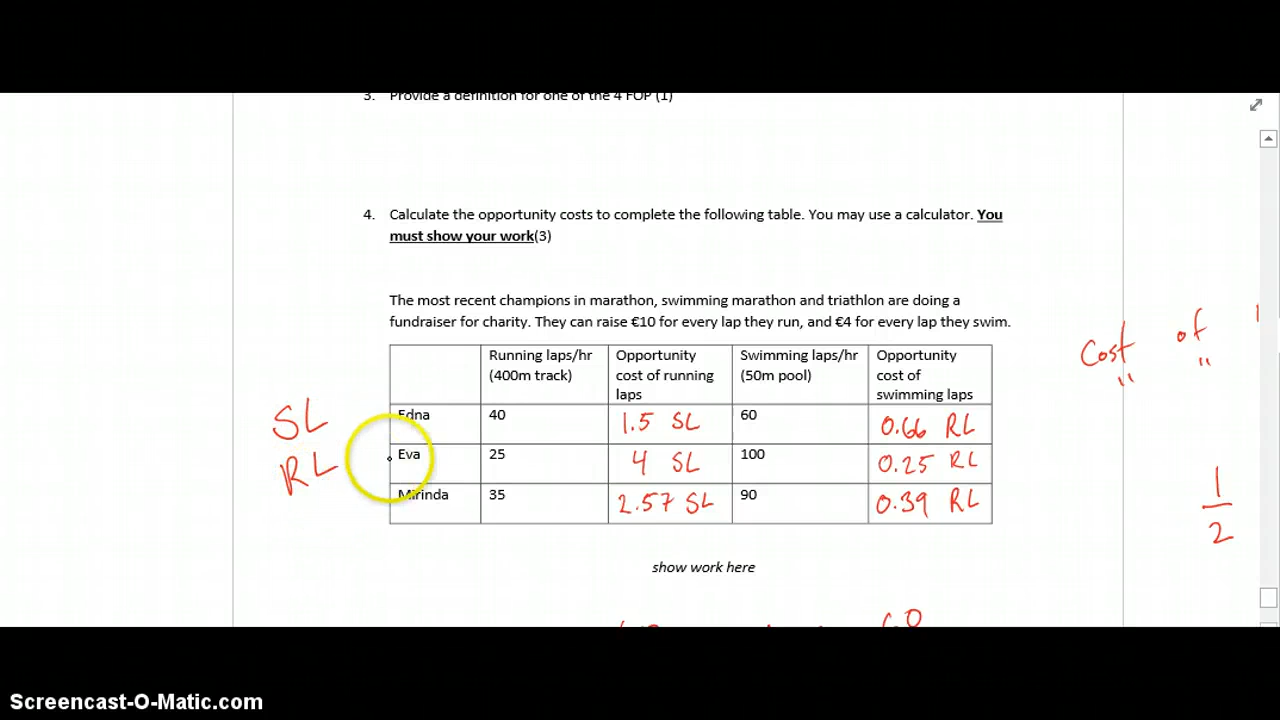 3. Provide a definition for one of the 4 FOP (1)
4. Calculate the opportunity costs to complete the following table. You may use a calculator. You
must show your work(3)
The most recent champions in marathon, swimming marathon and triathlon are doing a
fundraiser for charity. They can raise €10 for every lap they run, and €4 for every lap they swim.
Running laps/hr (400m track) Opportunity cost of running laps Swimming laps/hr (50m pool) Opportunity cost of swimming laps
Edna 40 1.5 SL 60 0.66 RL
Eva 25 4 SL 100 0.25 RL
Mirinda 35 2.57 SL 90 0.39 RL
SL
RL
Cost of
" "
1
2
show work here
60
Screencast-O-Matic.com